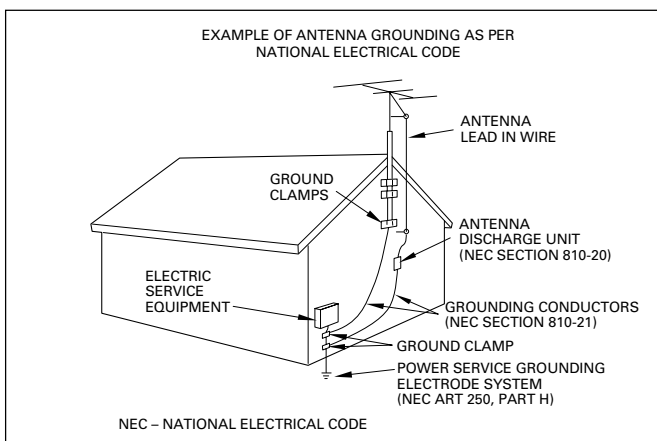 EXAMPLE OF ANTENNA GROUNDING AS PER
NATIONAL ELECTRICAL CODE
ANTENNA
LEAD IN WIRE
GROUND
CLAMPS
ANTENNA
DISCHARGE UNIT
(NEC SECTION 810-20)
ELECTRIC
SERVICE
EQUIPMENT
GROUNDING CONDUCTORS
(NEC SECTION 810-21)
GROUND CLAMP
POWER SERVICE GROUNDING
ELECTRODE SYSTEM
(NEC ART 250, PART H)
NEC – NATIONAL ELECTRICAL CODE